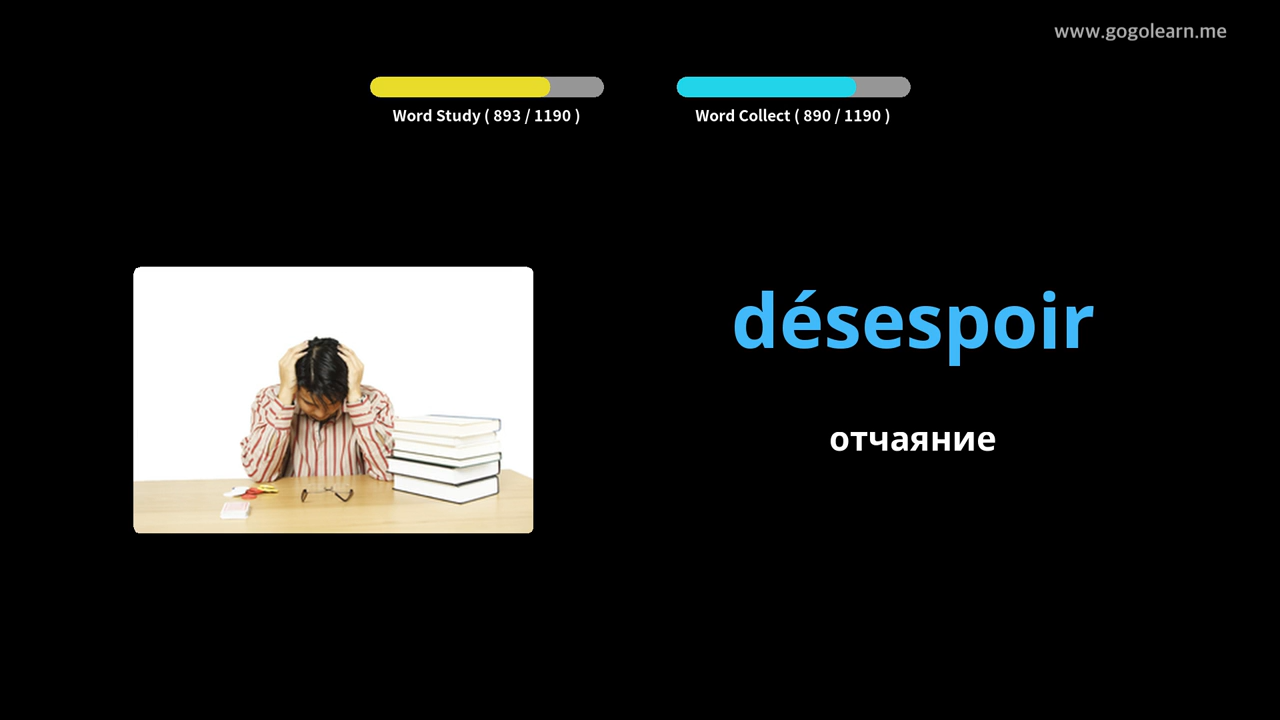 www.gogolearn.me
Word Study ( 893 / 1190 )
Word Collect ( 890 / 1190 )
désespoir
отчаяние